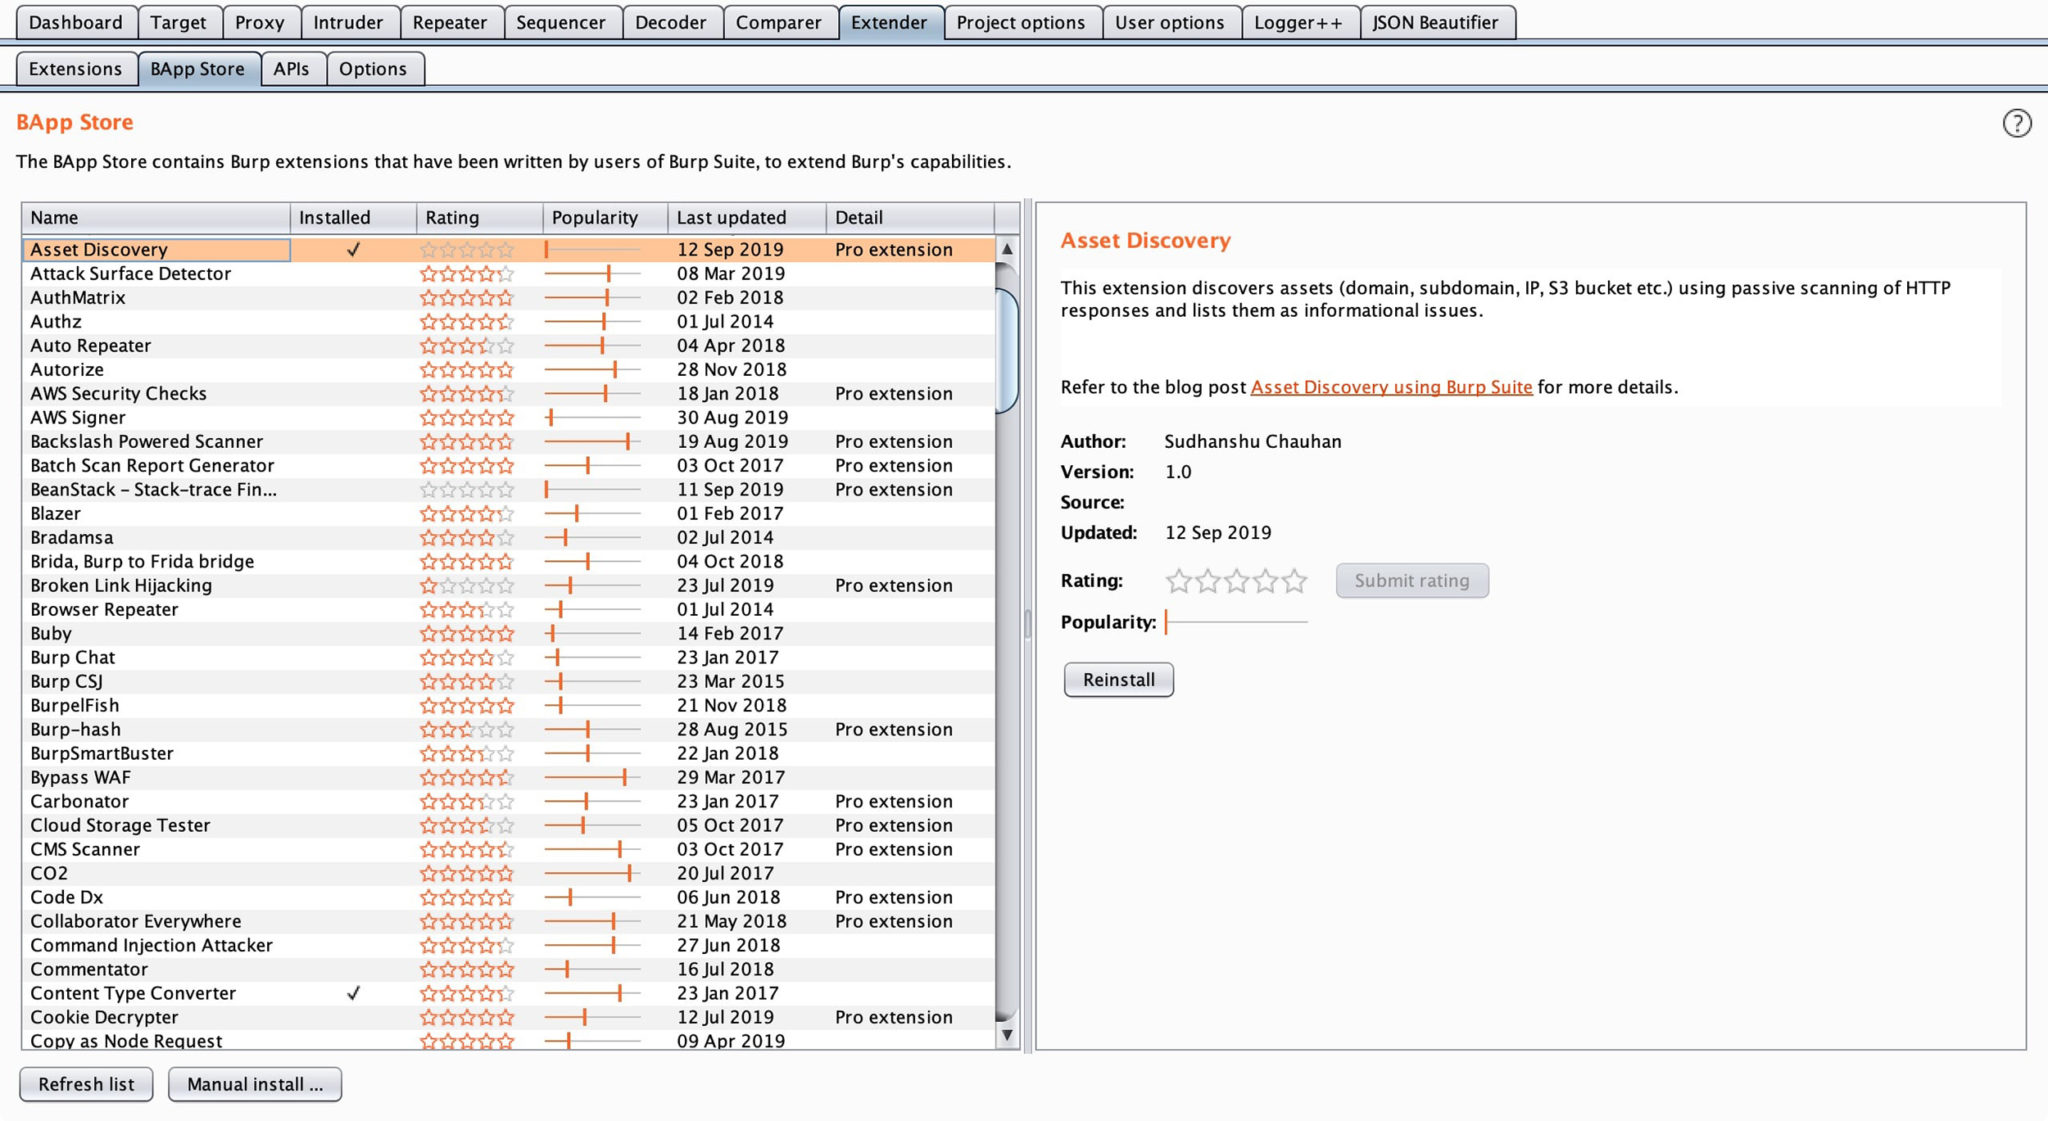 Dashboard Target Proxy Intruder Repeater Sequencer Decoder Comparer Extender Project options User options Logger++ JSON Beautifier
Extensions BApp Store APIs Options
BApp Store
?
The BApp Store contains Burp extensions that have been written by users of Burp Suite, to extend Burp's capabilities.
Name Installed Rating Popularity Last updated Detail
Asset Discovery ✓ 12 Sep 2019 Pro extension
Attack Surface Detector 08 Mar 2019
AuthMatrix 02 Feb 2018
Authz 01 Jul 2014
Auto Repeater 04 Apr 2018
Autorize 28 Nov 2018
AWS Security Checks 18 Jan 2018 Pro extension
AWS Signer 30 Aug 2019
Backslash Powered Scanner 19 Aug 2019 Pro extension
Batch Scan Report Generator 03 Oct 2017 Pro extension
BeanStack - Stack-trace Fin... 11 Sep 2019 Pro extension
Blazer 01 Feb 2017
Bradamsa 02 Jul 2014
Brida, Burp to Frida bridge 04 Oct 2018
Broken Link Hijacking 23 Jul 2019 Pro extension
Browser Repeater 01 Jul 2014
Buby 14 Feb 2017
Burp Chat 23 Jan 2017
Burp CSJ 23 Mar 2015
BurpelFish 21 Nov 2018
Burp-hash 28 Aug 2015 Pro extension
BurpSmartBuster 22 Jan 2018
Bypass WAF 29 Mar 2017
Carbonator 23 Jan 2017 Pro extension
Cloud Storage Tester 05 Oct 2017 Pro extension
CMS Scanner 03 Oct 2017 Pro extension
CO2 20 Jul 2017
Code Dx 06 Jun 2018 Pro extension
Collaborator Everywhere 21 May 2018 Pro extension
Command Injection Attacker 27 Jun 2018
Commentator 16 Jul 2018
Content Type Converter ✓ 23 Jan 2017
Cookie Decrypter 12 Jul 2019 Pro extension
Copy as Node Request 09 Apr 2019
Asset Discovery
This extension discovers assets (domain, subdomain, IP, S3 bucket etc.) using passive scanning of HTTP
responses and lists them as informational issues.
Refer to the blog post Asset Discovery using Burp Suite for more details.
Author: Sudhanshu Chauhan
Version: 1.0
Source:
Updated: 12 Sep 2019
Rating: Submit rating
Popularity:
Reinstall
Refresh list Manual install ...